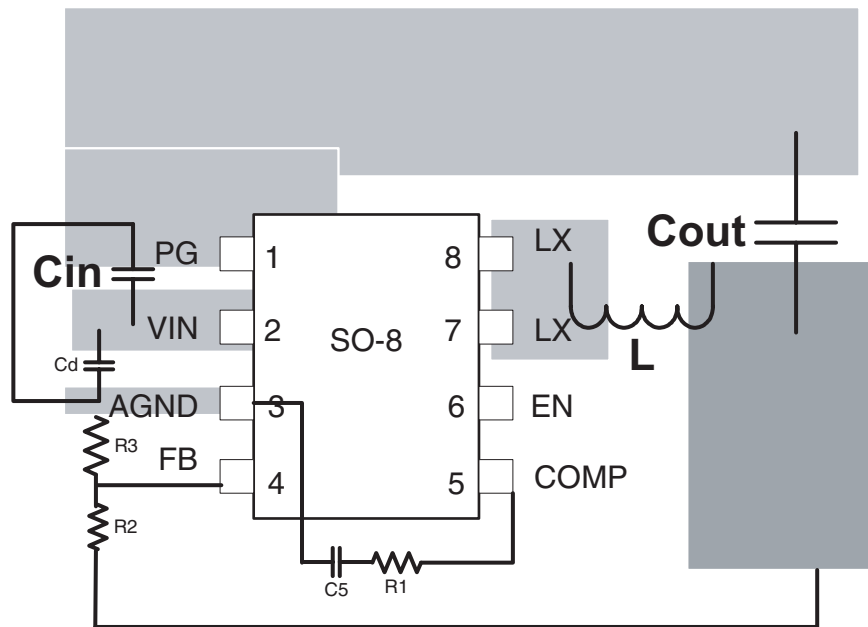 Cin
PG
VIN
Cd
AGND
R3
FB
R2
1
2
3
4
SO-8
8
7
6
5
LX
LX
EN
COMP
Cout
L
C5
R1